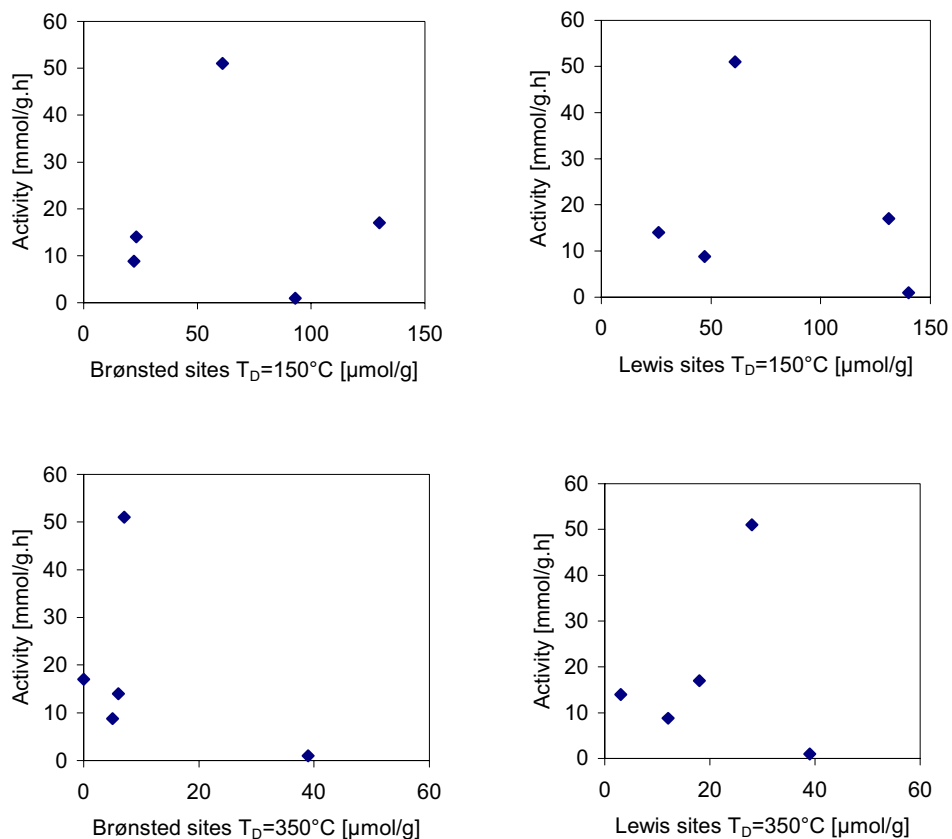 60
50
40
30
20
10
0
Activity [mmol/g.h]
0 50 100 150
Brønsted sites T_D=150°C [µmol/g]
60
50
40
30
20
10
0
Activity [mmol/g.h]
0 50 100 150
Lewis sites T_D=150°C [µmol/g]
60
50
40
30
20
10
0
Activity [mmol/g.h]
0 20 40 60
Brønsted sites T_D=350°C [µmol/g]
60
50
40
30
20
10
0
Activity [mmol/g.h]
0 20 40 60
Lewis sites T_D=350°C [µmol/g]